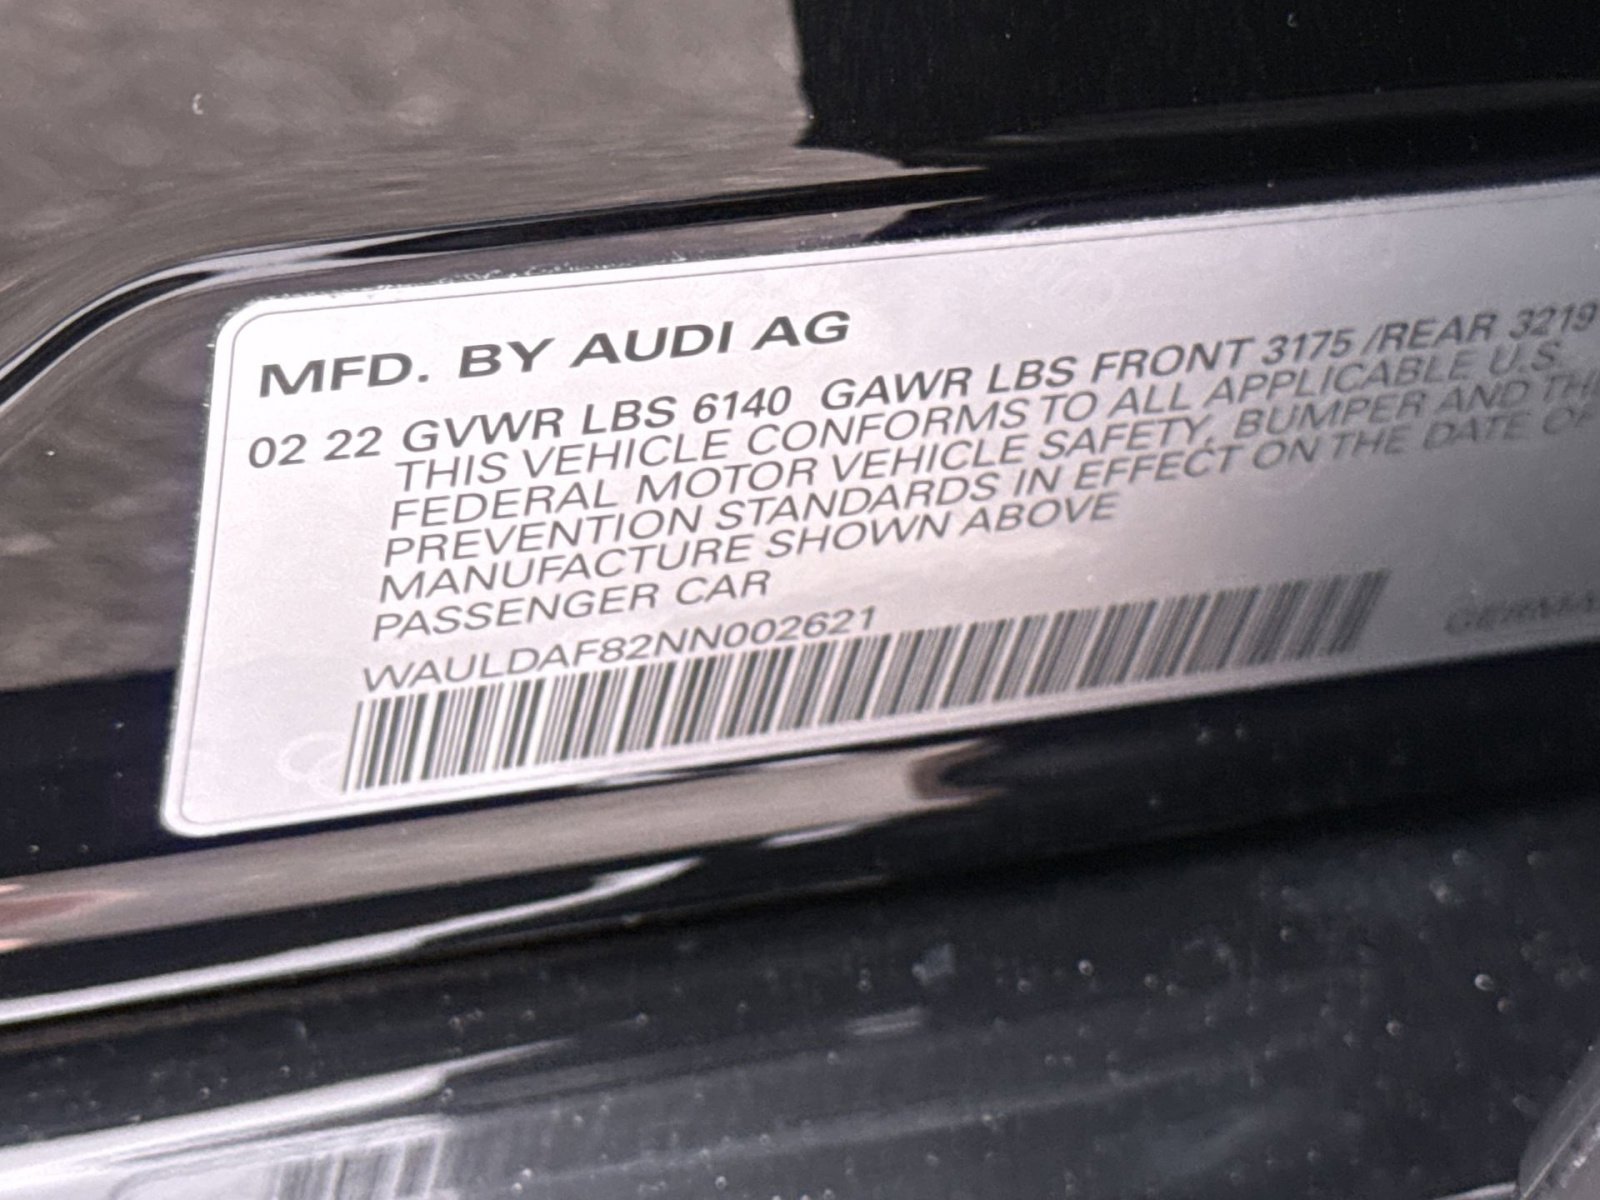 MFD. BY AUDI AG
02 22 GVWR LBS 6140 GAWR LBS FRONT 3175 /REAR 3219
THIS VEHICLE CONFORMS TO ALL APPLICABLE U.S.
FEDERAL MOTOR VEHICLE SAFETY, BUMPER AND TH
PREVENTION STANDARDS IN EFFECT ON THE DATE OF
MANUFACTURE SHOWN ABOVE
PASSENGER CAR
WAULDAF82NN002621